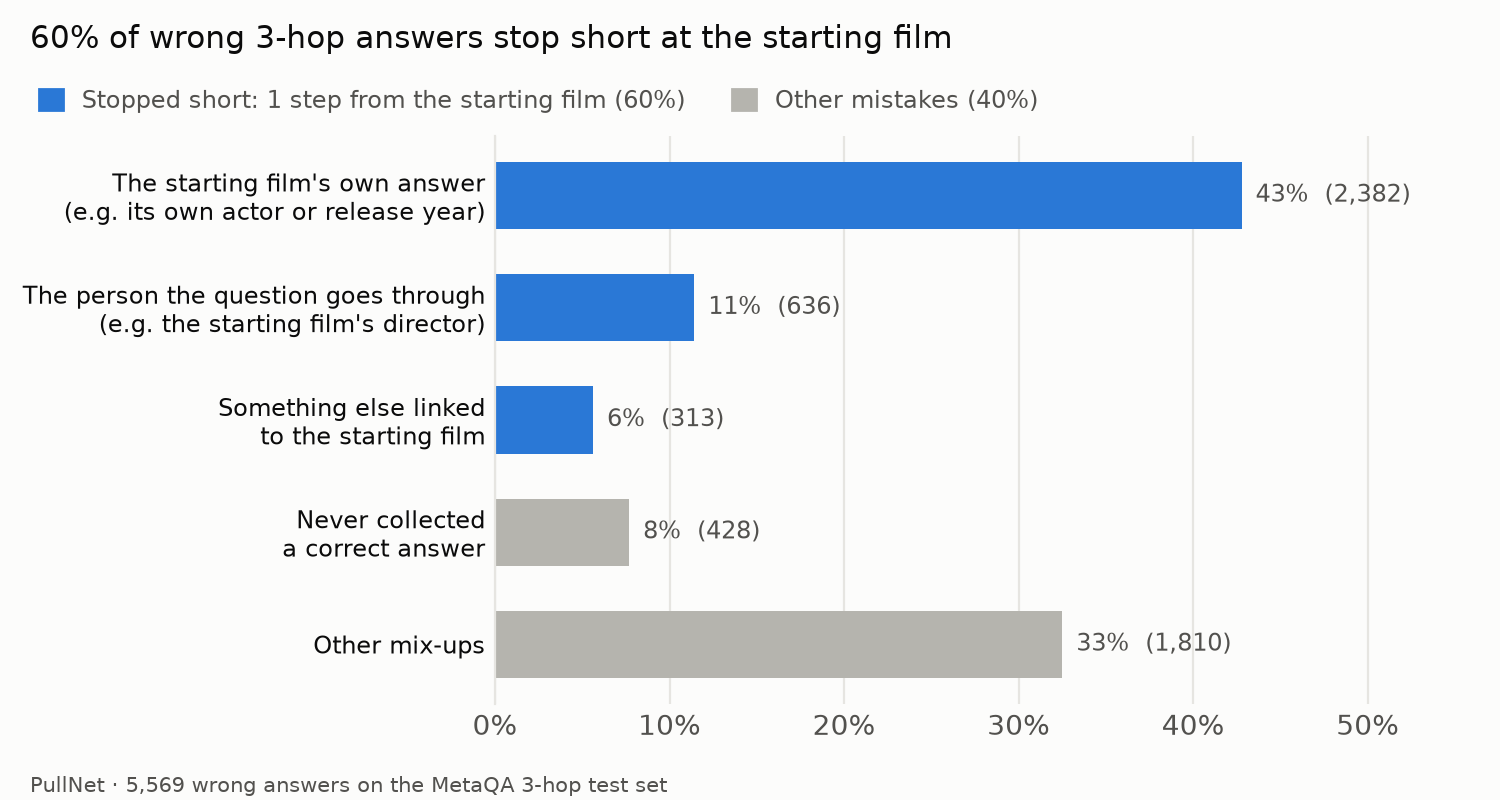 60% of wrong 3-hop answers stop short at the starting film
Stopped short: 1 step from the starting film (60%)
Other mistakes (40%)
The starting film's own answer
(e.g. its own actor or release year)
43% (2,382)
The person the question goes through
(e.g. the starting film's director)
11% (636)
Something else linked
to the starting film
6% (313)
Never collected
a correct answer
8% (428)
Other mix-ups
33% (1,810)
0% 10% 20% 30% 40% 50%
PullNet · 5,569 wrong answers on the MetaQA 3-hop test set